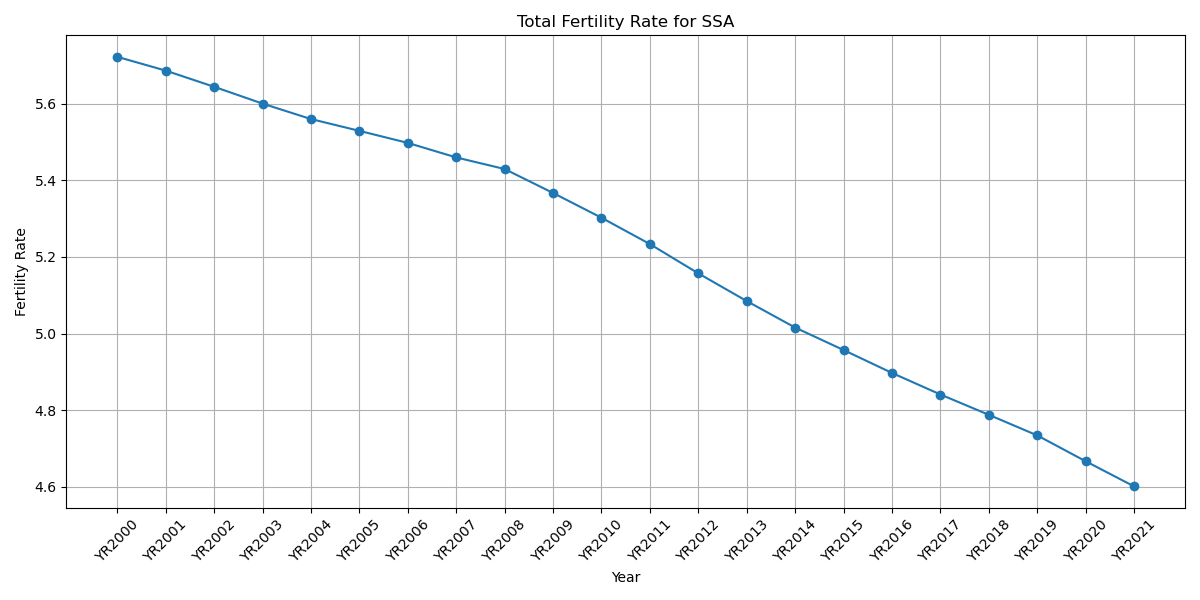 Total Fertility Rate for SSA
Fertility Rate
5.6
5.4
5.2
5.0
4.8
4.6
YR2000
YR2001
YR2002
YR2003
YR2004
YR2005
YR2006
YR2007
YR2008
YR2009
YR2010
YR2011
YR2012
YR2013
YR2014
YR2015
YR2016
YR2017
YR2018
YR2019
YR2020
YR2021
Year